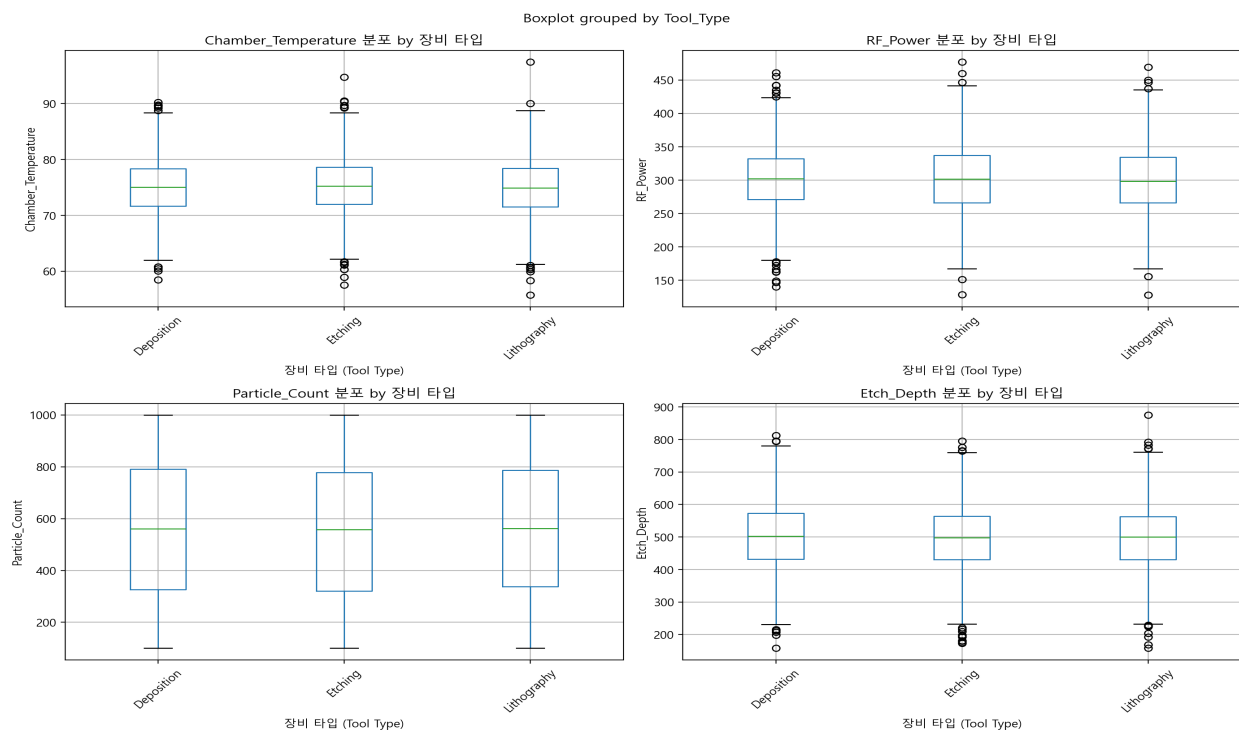 Boxplot grouped by Tool_Type
Chamber_Temperature 분포 by 장비 타입
Chamber_Temperature
90
80
70
60
Deposition
Etching
Lithography
장비 타입 (Tool Type)
RF_Power 분포 by 장비 타입
RF_Power
450
400
350
300
250
200
150
Deposition
Etching
Lithography
장비 타입 (Tool Type)
Particle_Count 분포 by 장비 타입
Particle_Count
1000
800
600
400
200
Deposition
Etching
Lithography
장비 타입 (Tool Type)
Etch_Depth 분포 by 장비 타입
Etch_Depth
900
800
700
600
500
400
300
200
Deposition
Etching
Lithography
장비 타입 (Tool Type)